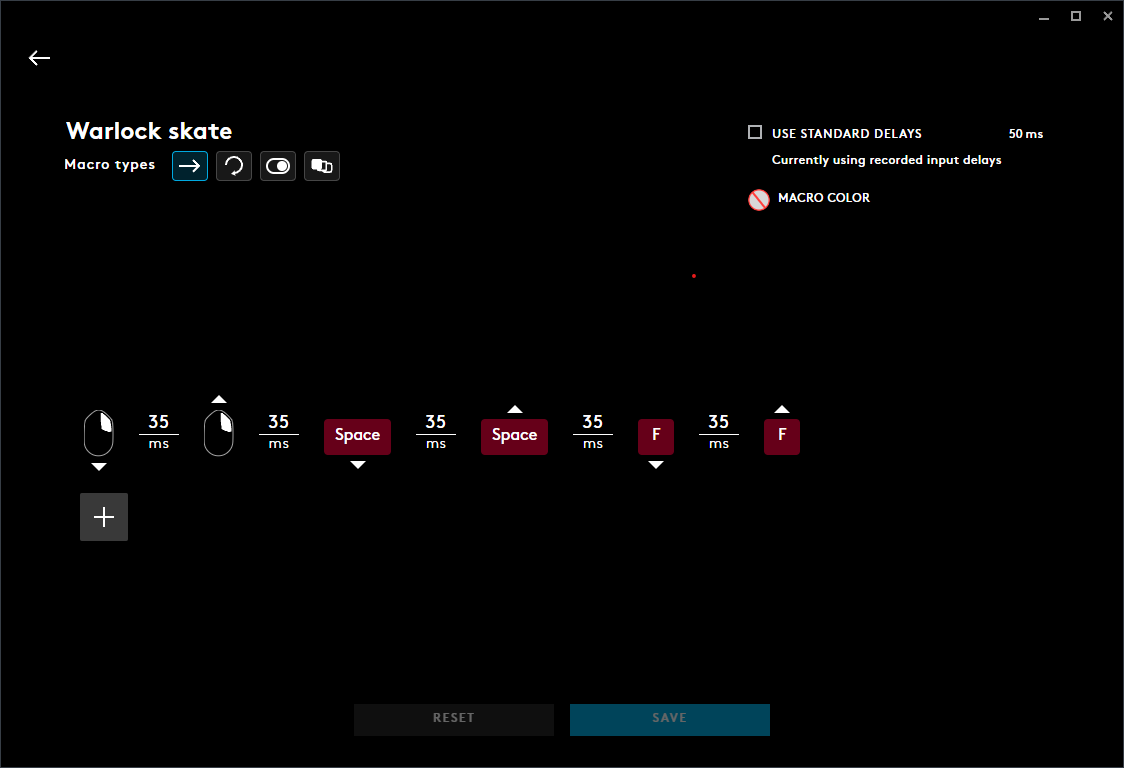 Warlock skate
Macro types
USE STANDARD DELAYS 50 ms
Currently using recorded input delays
MACRO COLOR
35 ms
35 ms
Space
35 ms
Space
35 ms
F
35 ms
F
RESET
SAVE